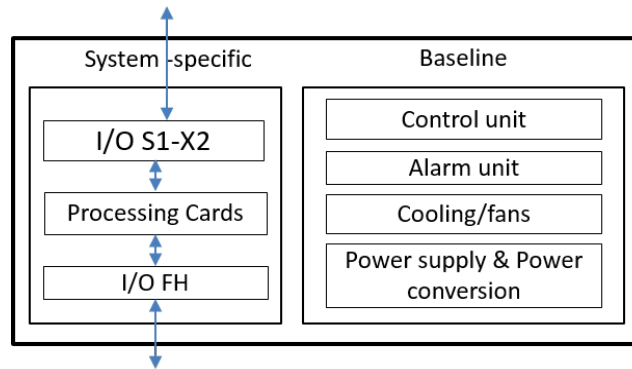 System -specific
Baseline
I/O S1-X2
Processing Cards
I/O FH
Control unit
Alarm unit
Cooling/fans
Power supply & Power
conversion